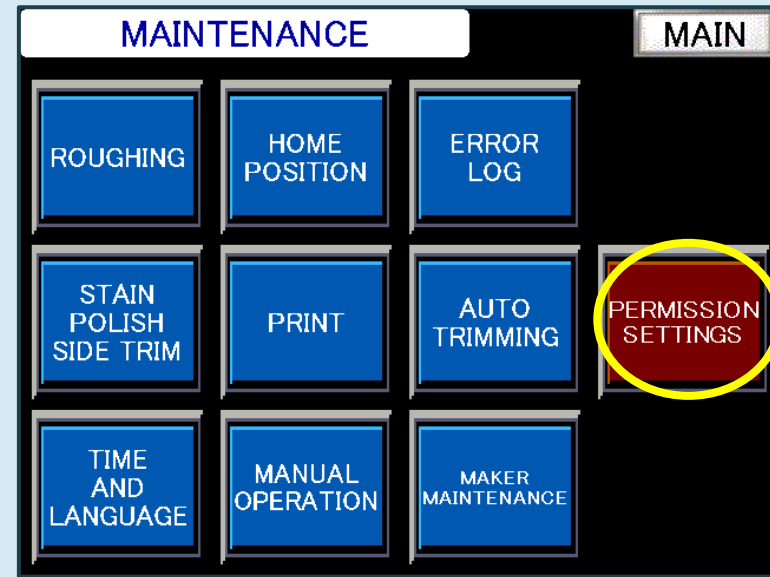 MAINTENANCE
MAIN
ROUGHING
HOME
POSITION
ERROR
LOG
STAIN
POLISH
SIDE TRIM
PRINT
AUTO
TRIMMING
PERMISSION
SETTINGS
TIME
AND
LANGUAGE
MANUAL
OPERATION
MAKER
MAINTENANCE